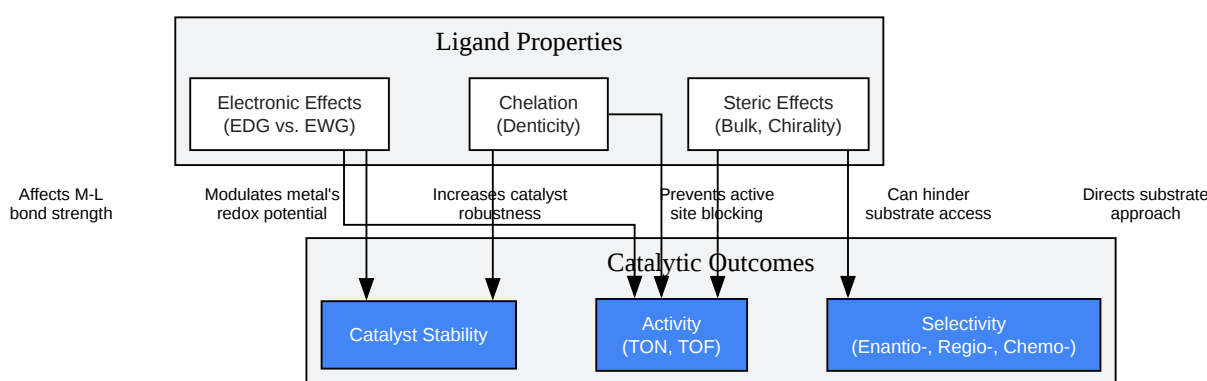 Ligand Properties
Electronic Effects
(EDG vs. EWG)
Chelation
(Denticity)
Steric Effects
(Bulk, Chirality)
Affects M-L
bond strength
Modulates metal's
redox potential
Increases catalyst
robustness
Prevents active
site blocking
Can hinder
substrate access
Directs substrate
approach
Catalytic Outcomes
Catalyst Stability
Activity
(TON, TOF)
Selectivity
(Enantio-, Regio-, Chemo-)